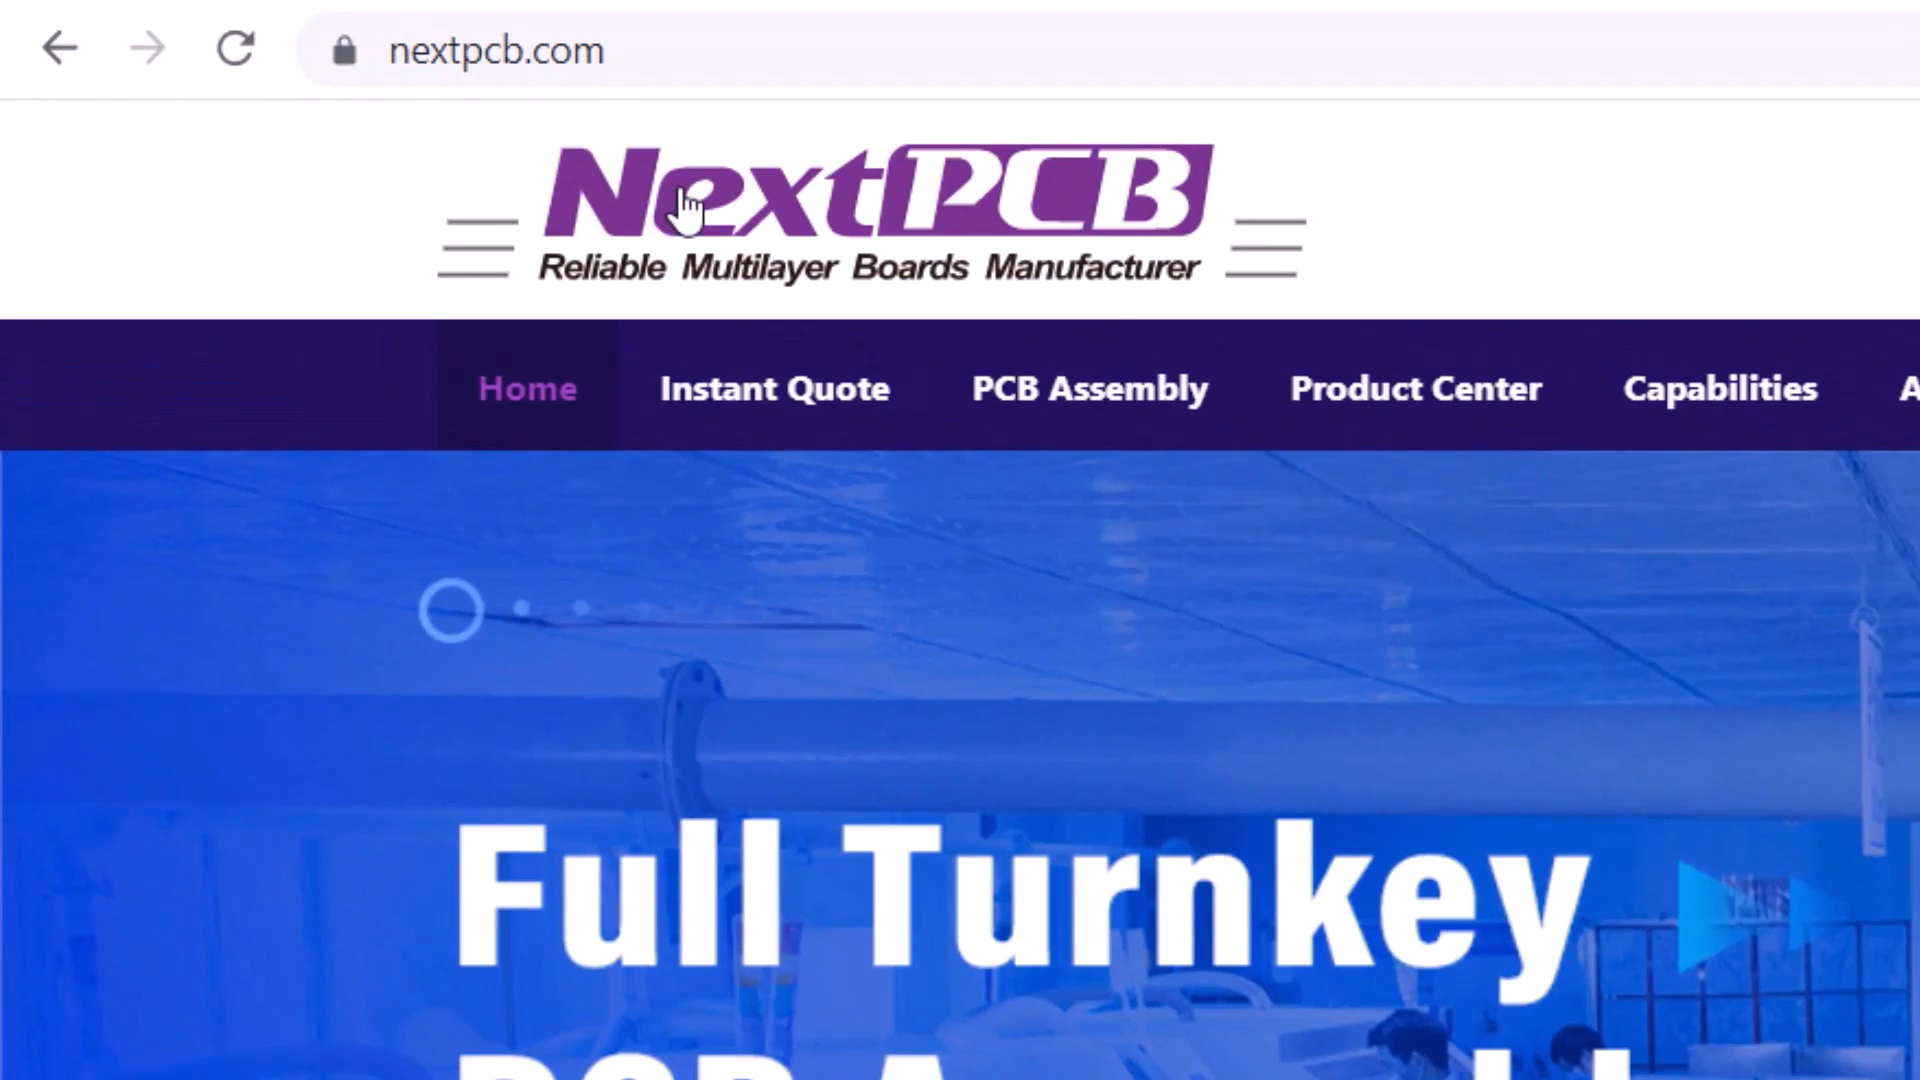 nextpcb.com
NextPCB
Reliable Multilayer Boards Manufacturer
Home Instant Quote PCB Assembly Product Center Capabilities
Full Turnkey